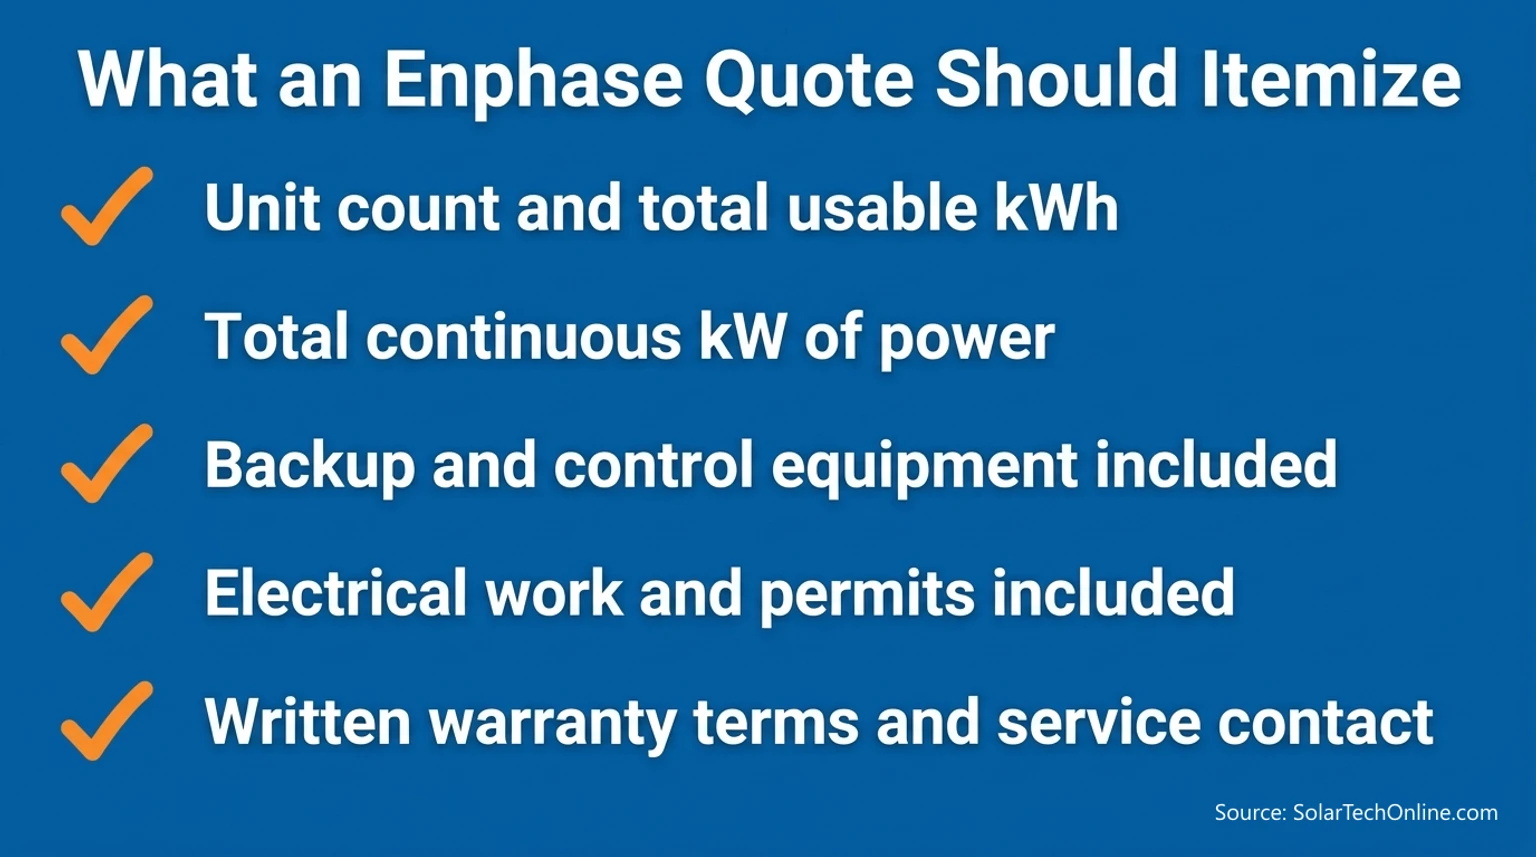 What an Enphase Quote Should Itemize
Unit count and total usable kWh
Total continuous kW of power
Backup and control equipment included
Electrical work and permits included
Written warranty terms and service contact
Source: SolarTechOnline.com